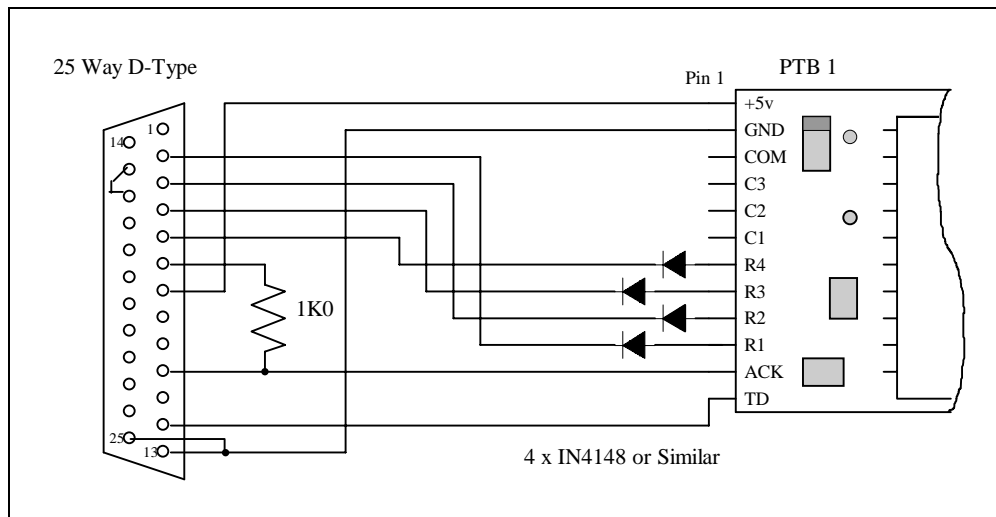 25 Way D-Type
Pin 1
PTB 1
1
14
25
13
1K0
+5v
GND
COM
C3
C2
C1
R4
R3
R2
R1
ACK
TD
4 x IN4148 or Similar